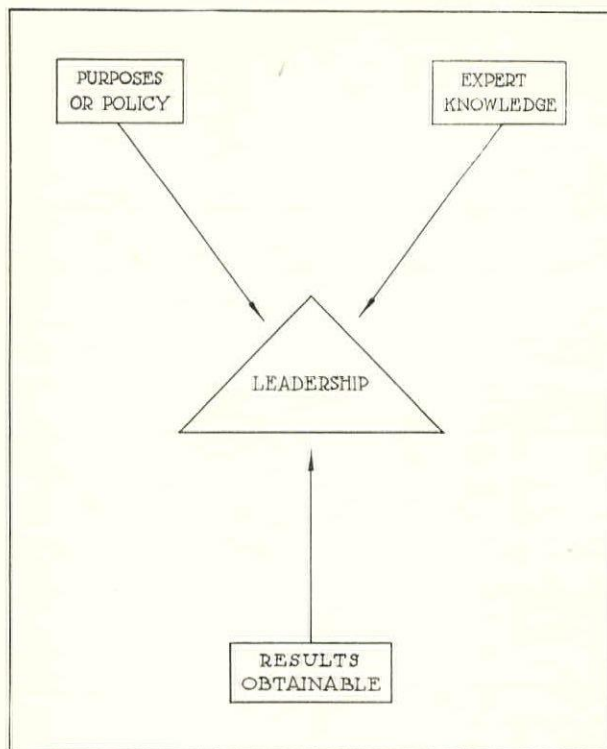 PURPOSES
OR POLICY
EXPERT
KNOWLEDGE
LEADERSHIP
RESULTS
OBTAINABLE